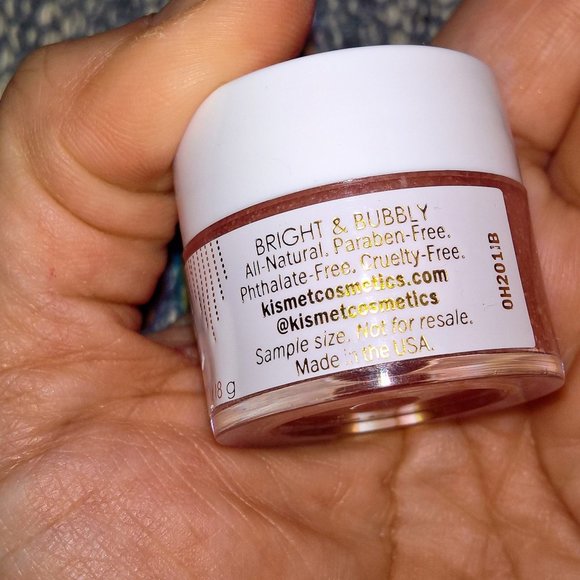 BRIGHT & BUBBLY
All-Natural. Paraben-Free.
Phthalate-Free. Cruelty-Free.
kismetcosmetics.com
@kismetcosmetics
Sample size. Not for resale.
Made in the USA.
8 g
0H201JB